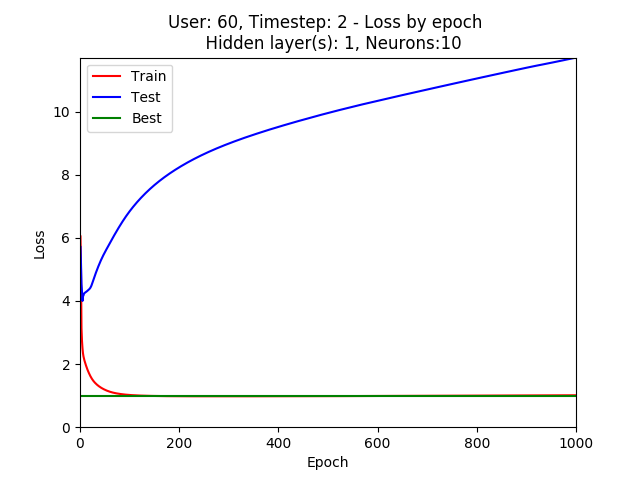 User: 60, Timestep: 2 - Loss by epoch
Hidden layer(s): 1, Neurons:10
Train
Test
Best
Loss
10
8
6
4
2
0
0 200 400 600 800 1000
Epoch